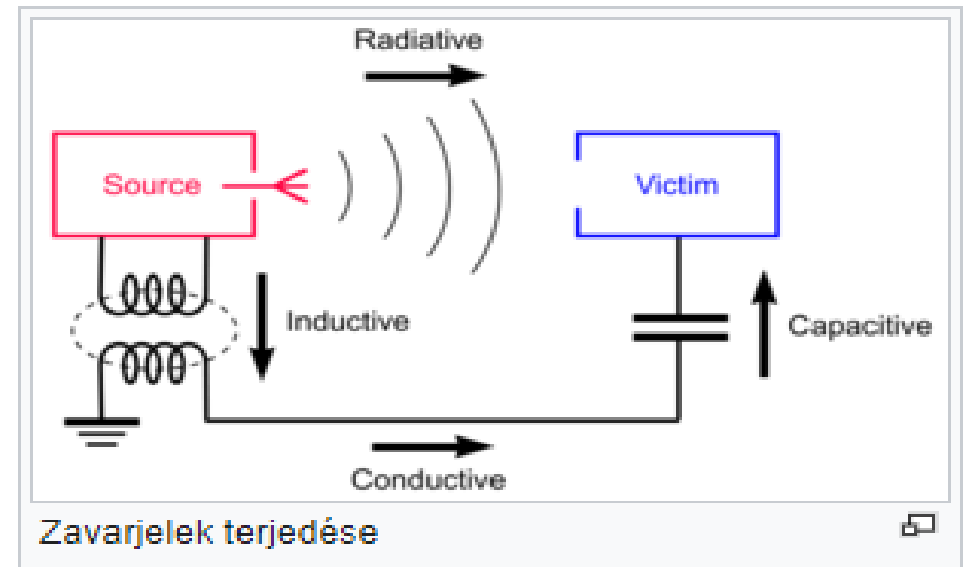 Radiative
Source
Victim
Inductive
Capacitive
Conductive
Zavarjelek terjedése